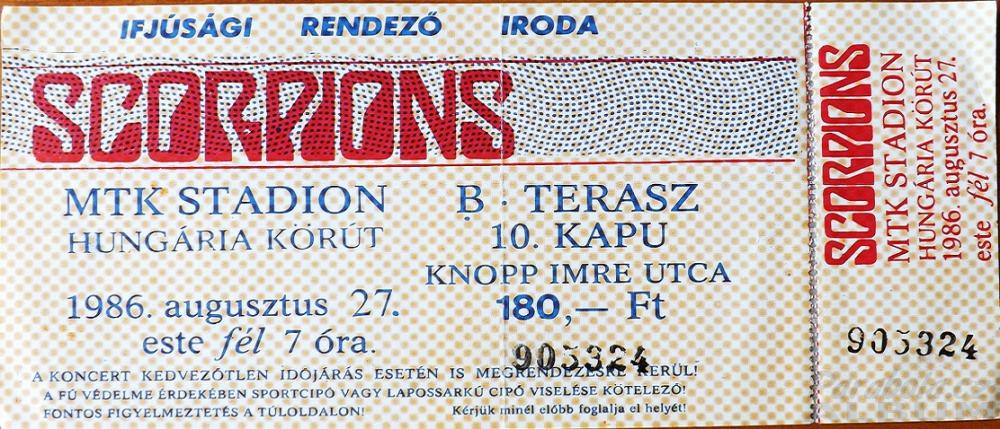 IFJÚSÁGI RENDEZŐ IRODA
SCORPIONS
MTK STADION
HUNGÁRIA KÖRÚT
1986. augusztus 27.
este fél 7 óra.
B. TERASZ
10. KAPU
KNOPP IMRE UTCA
180,— Ft
905324
A KONCERT KEDVEZŐTLEN IDŐJÁRÁS ESETÉN IS MEGRENDEZÉSRE KERÜL!
A FŰ VÉDELME ÉRDEKÉBEN SPORTCIPŐ VAGY LAPOSSARKÚ CIPŐ VISELÉSE KÖTELEZŐ!
FONTOS FIGYELMEZTETÉS A TÚLOLDALON!
Kérjük minél előbb foglalja el helyét!
SCORPIONS
MTK STADION
HUNGÁRIA KÖRÚT
1986. augusztus 27.
este fél 7 óra.
905324